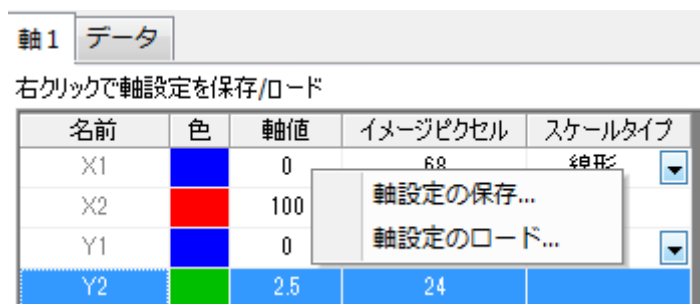 軸1 データ
右クリックで軸設定を保存/ロード
名前 色 軸値 イメージピクセル スケールタイプ
X1 0 68 線形
X2 100
軸設定の保存...
Y1 0
軸設定のロード...
Y2 2.5 24